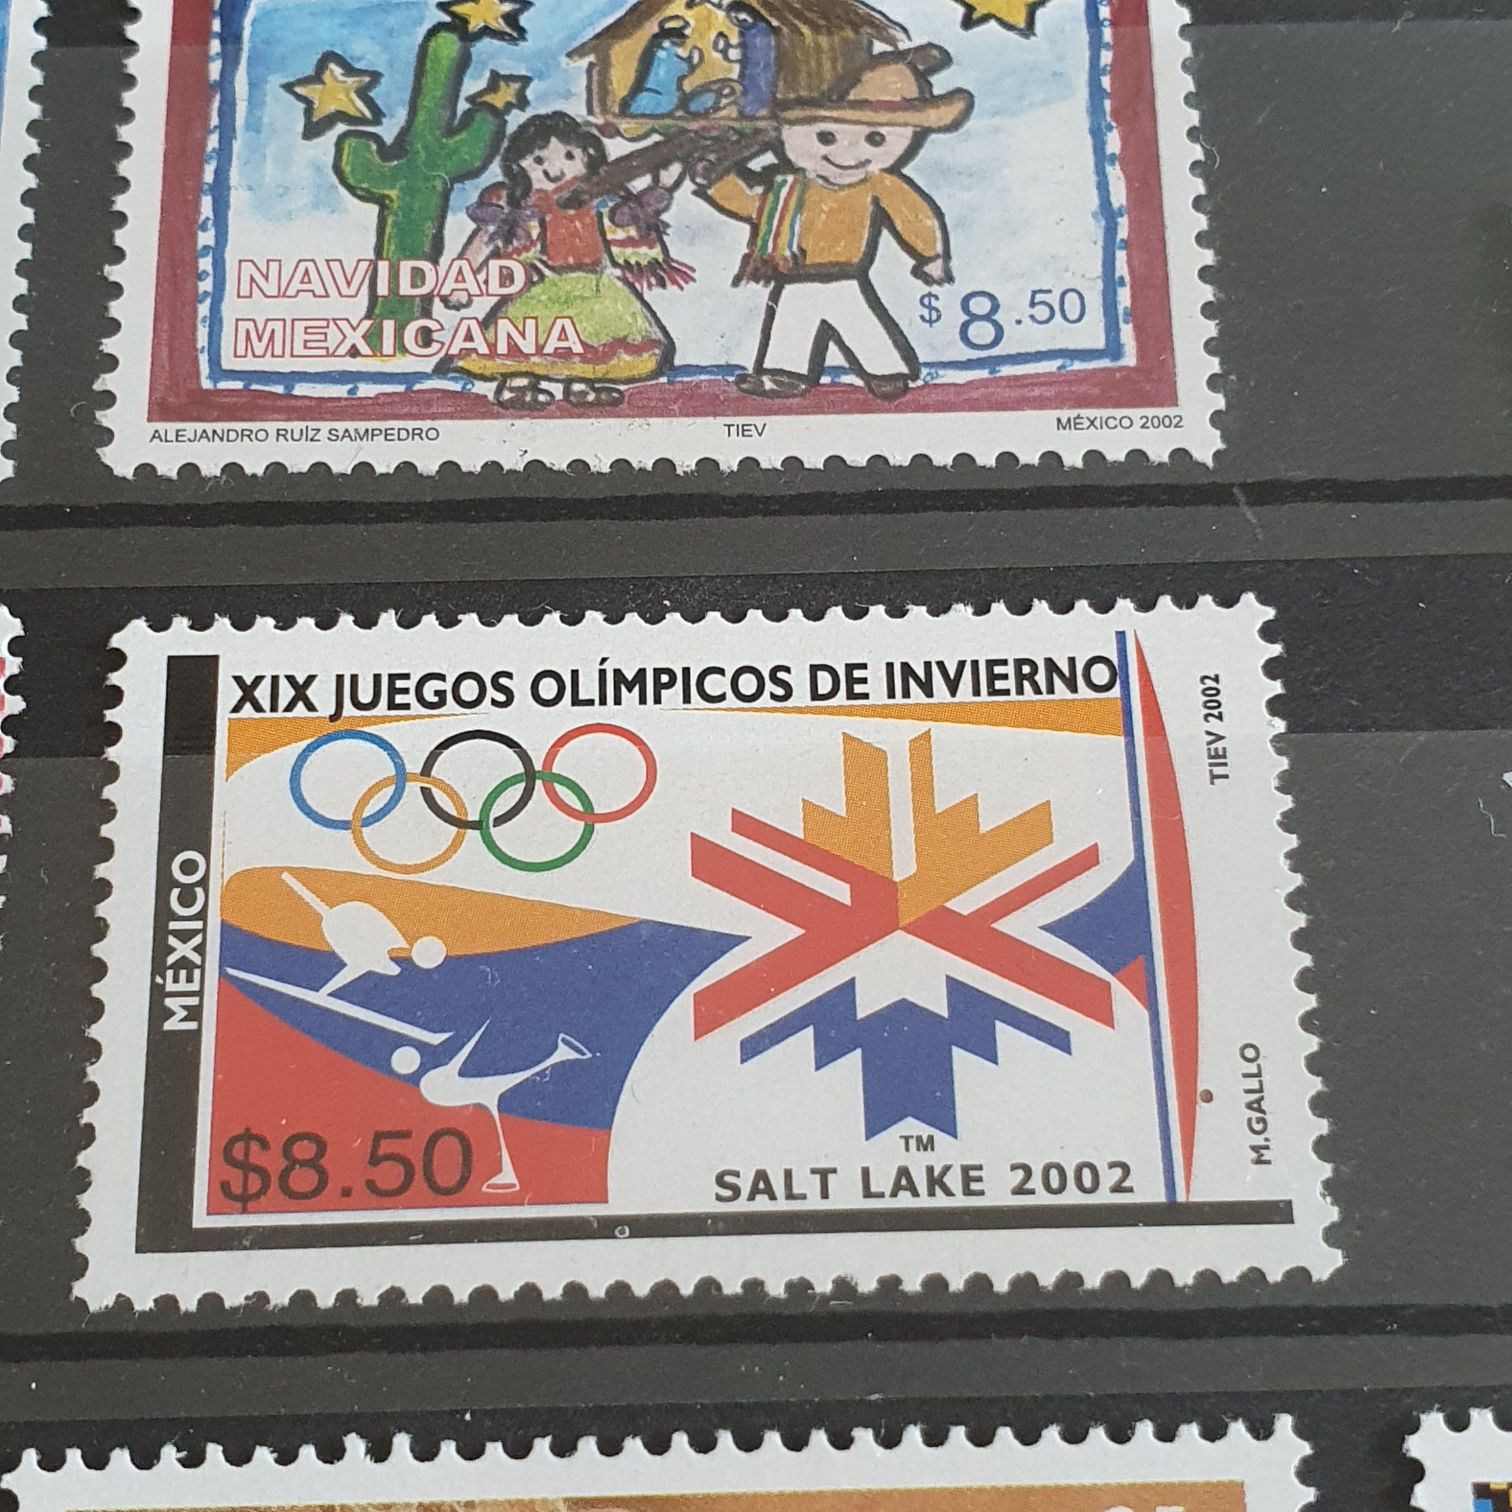 NAVIDAD
MEXICANA
$8.50
ALEJANDRO RUÍZ SAMPEDRO TIEV MÉXICO 2002
XIX JUEGOS OLÍMPICOS DE INVIERNO
MÉXICO
TIEV 2002
M.GALLO
$8.50
TM
SALT LAKE 2002